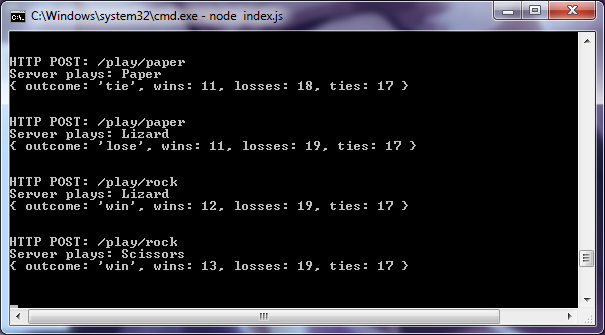 C:\Windows\system32\cmd.exe - node  index.js
HTTP POST: /play/paper
Server plays: Paper
{ outcome: 'tie', wins: 11, losses: 18, ties: 17 }
HTTP POST: /play/paper
Server plays: Lizard
{ outcome: 'lose', wins: 11, losses: 19, ties: 17 }
HTTP POST: /play/rock
Server plays: Lizard
{ outcome: 'win', wins: 12, losses: 19, ties: 17 }
HTTP POST: /play/rock
Server plays: Scissors
{ outcome: 'win', wins: 13, losses: 19, ties: 17 }